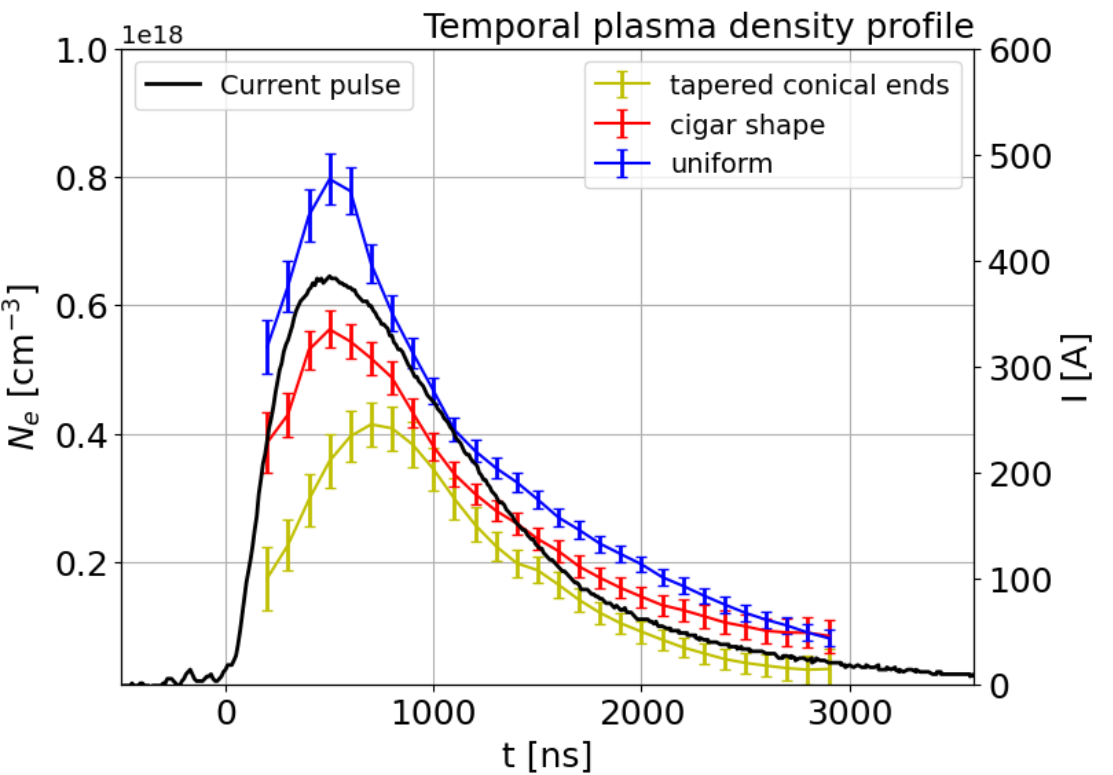 Temporal plasma density profile
1e18
1.0
0.8
0.6
0.4
0.2
N_e [cm^−3]
600
500
400
300
200
100
0
I [A]
Current pulse
tapered conical ends
cigar shape
uniform
0
1000
2000
3000
t [ns]